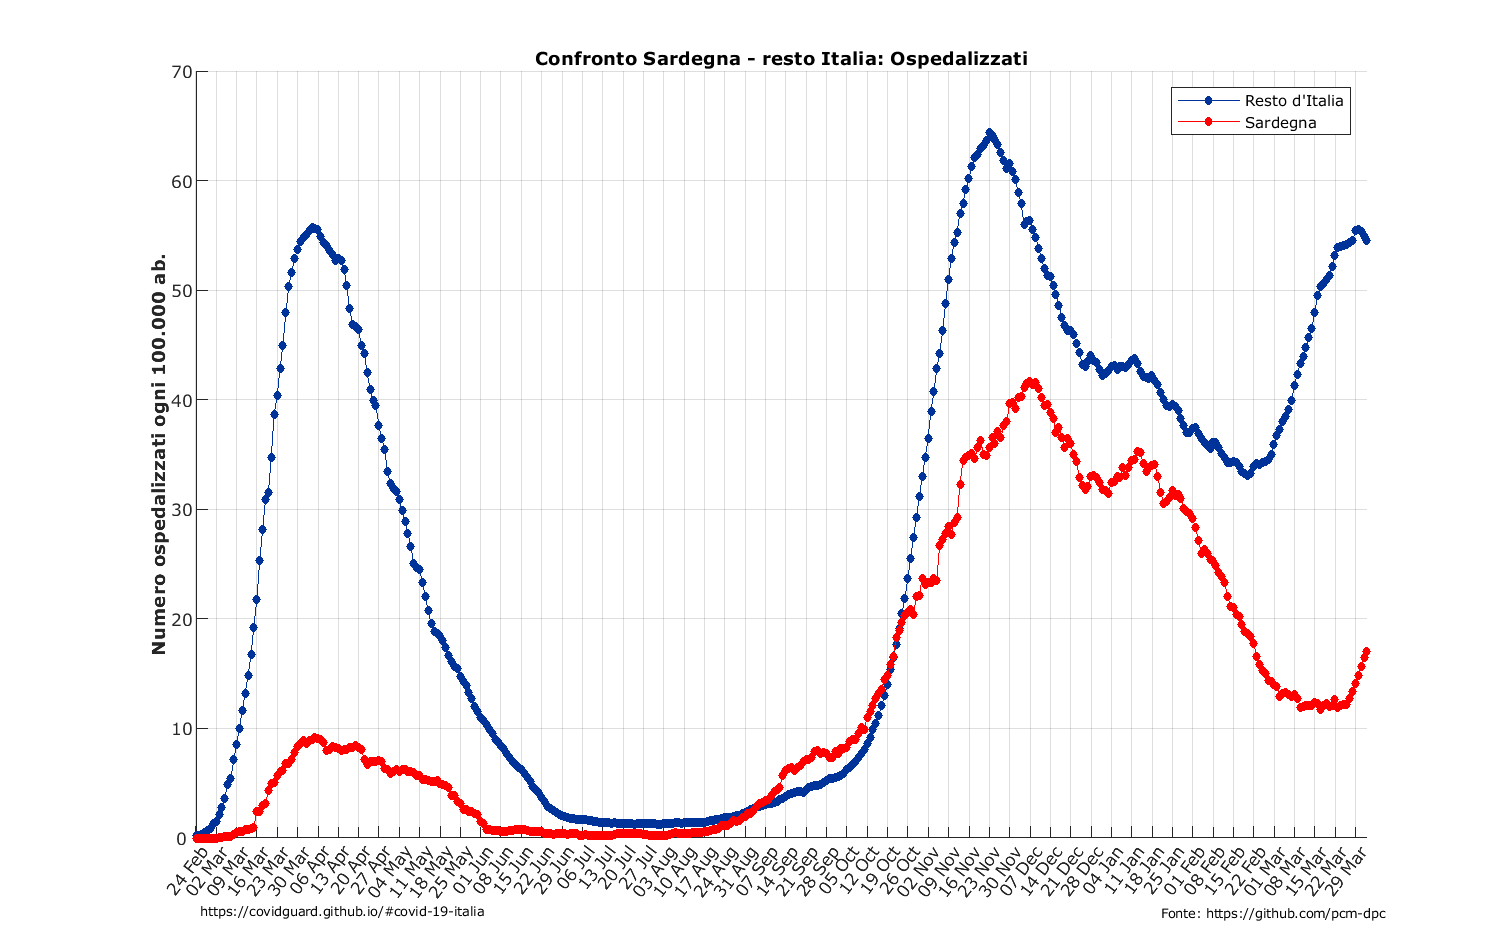 Confronto Sardegna - resto Italia: Ospedalizzati
Resto d'Italia
Sardegna
Numero ospedalizzati ogni 100.000 ab.
70
60
50
40
30
20
10
0
24 Feb
02 Mar
09 Mar
16 Mar
23 Mar
30 Mar
06 Apr
13 Apr
20 Apr
27 Apr
04 May
11 May
18 May
25 May
01 Jun
08 Jun
15 Jun
22 Jun
29 Jun
06 Jul
13 Jul
20 Jul
27 Jul
03 Aug
10 Aug
17 Aug
24 Aug
31 Aug
07 Sep
14 Sep
21 Sep
28 Sep
05 Oct
12 Oct
19 Oct
26 Oct
02 Nov
09 Nov
16 Nov
23 Nov
30 Nov
07 Dec
14 Dec
21 Dec
28 Dec
04 Jan
11 Jan
18 Jan
25 Jan
01 Feb
08 Feb
15 Feb
22 Feb
01 Mar
08 Mar
15 Mar
22 Mar
29 Mar
https://covidguard.github.io/#covid-19-italia
Fonte: https://github.com/pcm-dpc